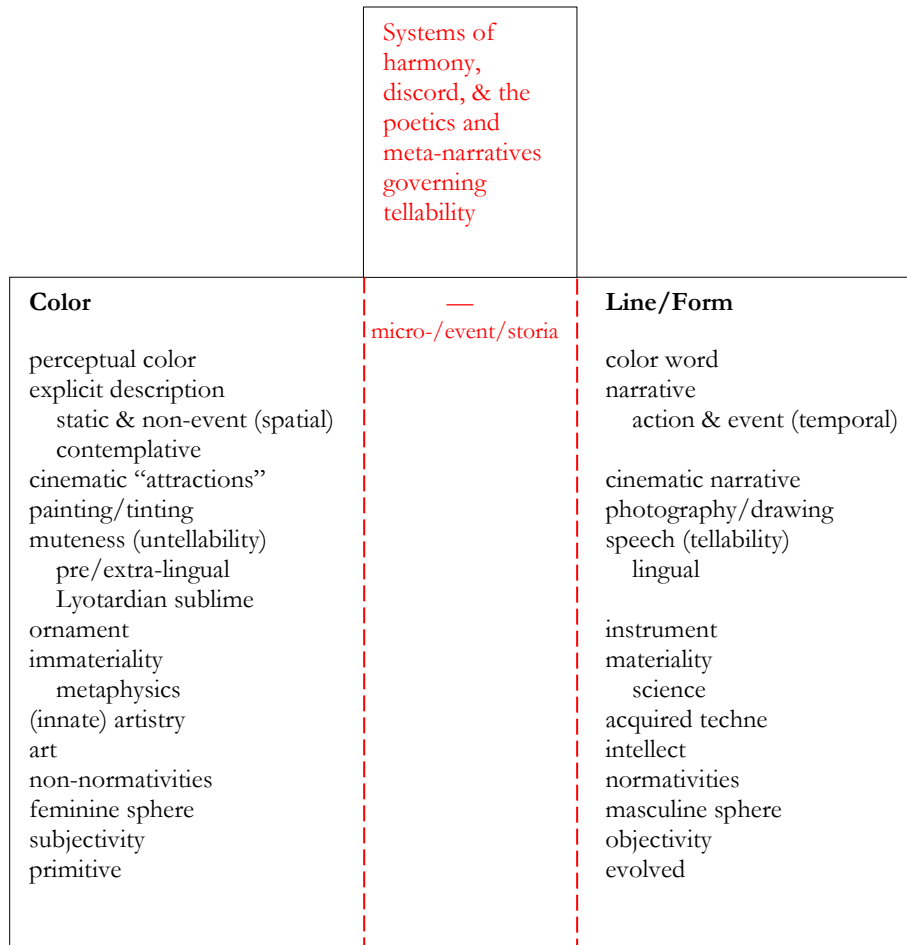 Systems of
harmony,
discord, & the
poetics and
meta-narratives
governing
tellability
Color
perceptual color
explicit description
static & non-event (spatial)
contemplative
cinematic “attractions”
painting/tinting
muteness (untellability)
pre/extra-lingual
Lyotardian sublime
ornament
immateriality
metaphysics
(innate) artistry
art
non-normativities
feminine sphere
subjectivity
primitive
—
micro-/event/storia
Line/Form
color word
narrative
action & event (temporal)
cinematic narrative
photography/drawing
speech (tellability)
lingual
instrument
materiality
science
acquired techne
intellect
normativities
masculine sphere
objectivity
evolved